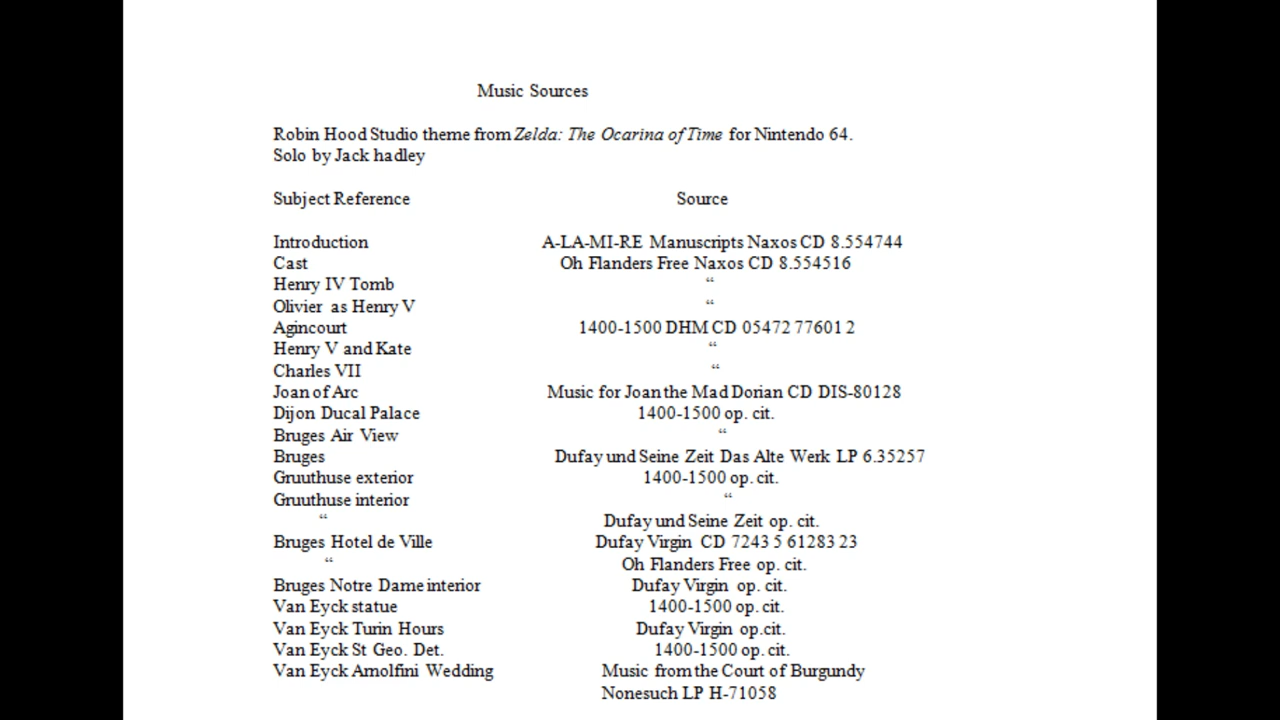 Music Sources
Robin Hood Studio theme from Zelda: The Ocarina of Time for Nintendo 64.
Solo by Jack hadley
Subject Reference Source
Introduction A-LA-MI-RE Manuscripts Naxos CD 8.554744
Cast Oh Flanders Free Naxos CD 8.554516
Henry IV Tomb “
Olivier as Henry V “
Agincourt 1400-1500 DHM CD 05472 77601 2
Henry V and Kate “
Charles VII “
Joan of Arc Music for Joan the Mad Dorian CD DIS-80128
Dijon Ducal Palace 1400-1500 op. cit.
Bruges Air View “
Bruges Dufay und Seine Zeit Das Alte Werk LP 6.35257
Gruuthuse exterior 1400-1500 op. cit.
Gruuthuse interior “
“ Dufay und Seine Zeit op. cit.
Bruges Hotel de Ville Dufay Virgin CD 7243 5 61283 23
“ Oh Flanders Free op. cit.
Bruges Notre Dame interior Dufay Virgin op. cit.
Van Eyck statue 1400-1500 op. cit.
Van Eyck Turin Hours Dufay Virgin op.cit.
Van Eyck St Geo. Det. 1400-1500 op. cit.
Van Eyck Arnolfini Wedding Music from the Court of Burgundy
Nonesuch LP H-71058